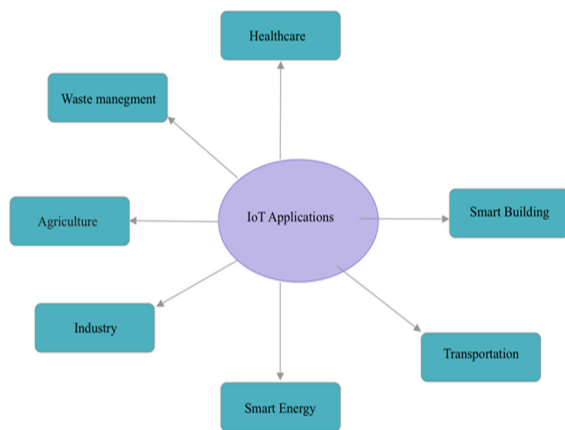 Healthcare
Waste manegment
IoT Applications
Smart Building
Agriculture
Industry
Transportation
Smart Energy